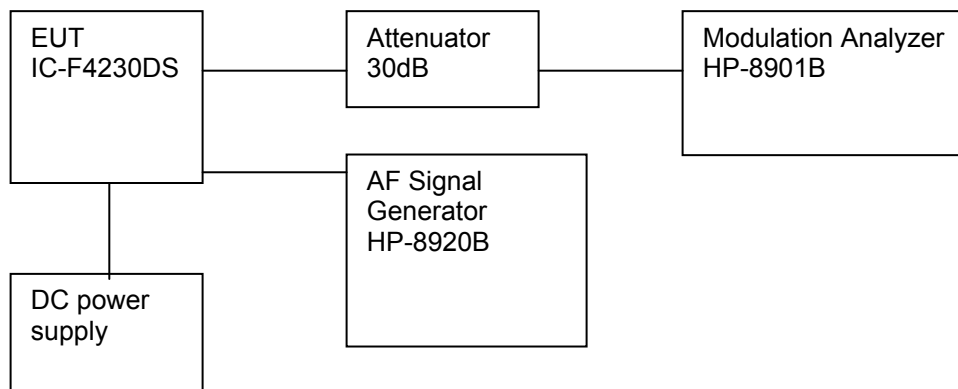 EUT
IC-F4230DS
Attenuator
30dB
Modulation Analyzer
HP-8901B
AF Signal
Generator
HP-8920B
DC power
supply